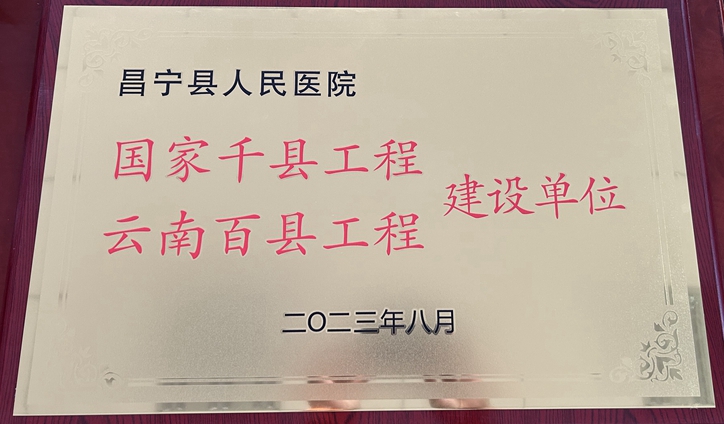 昌宁县人民医院
国家千县工程
云南百县工程
建设单位
二〇二三年八月